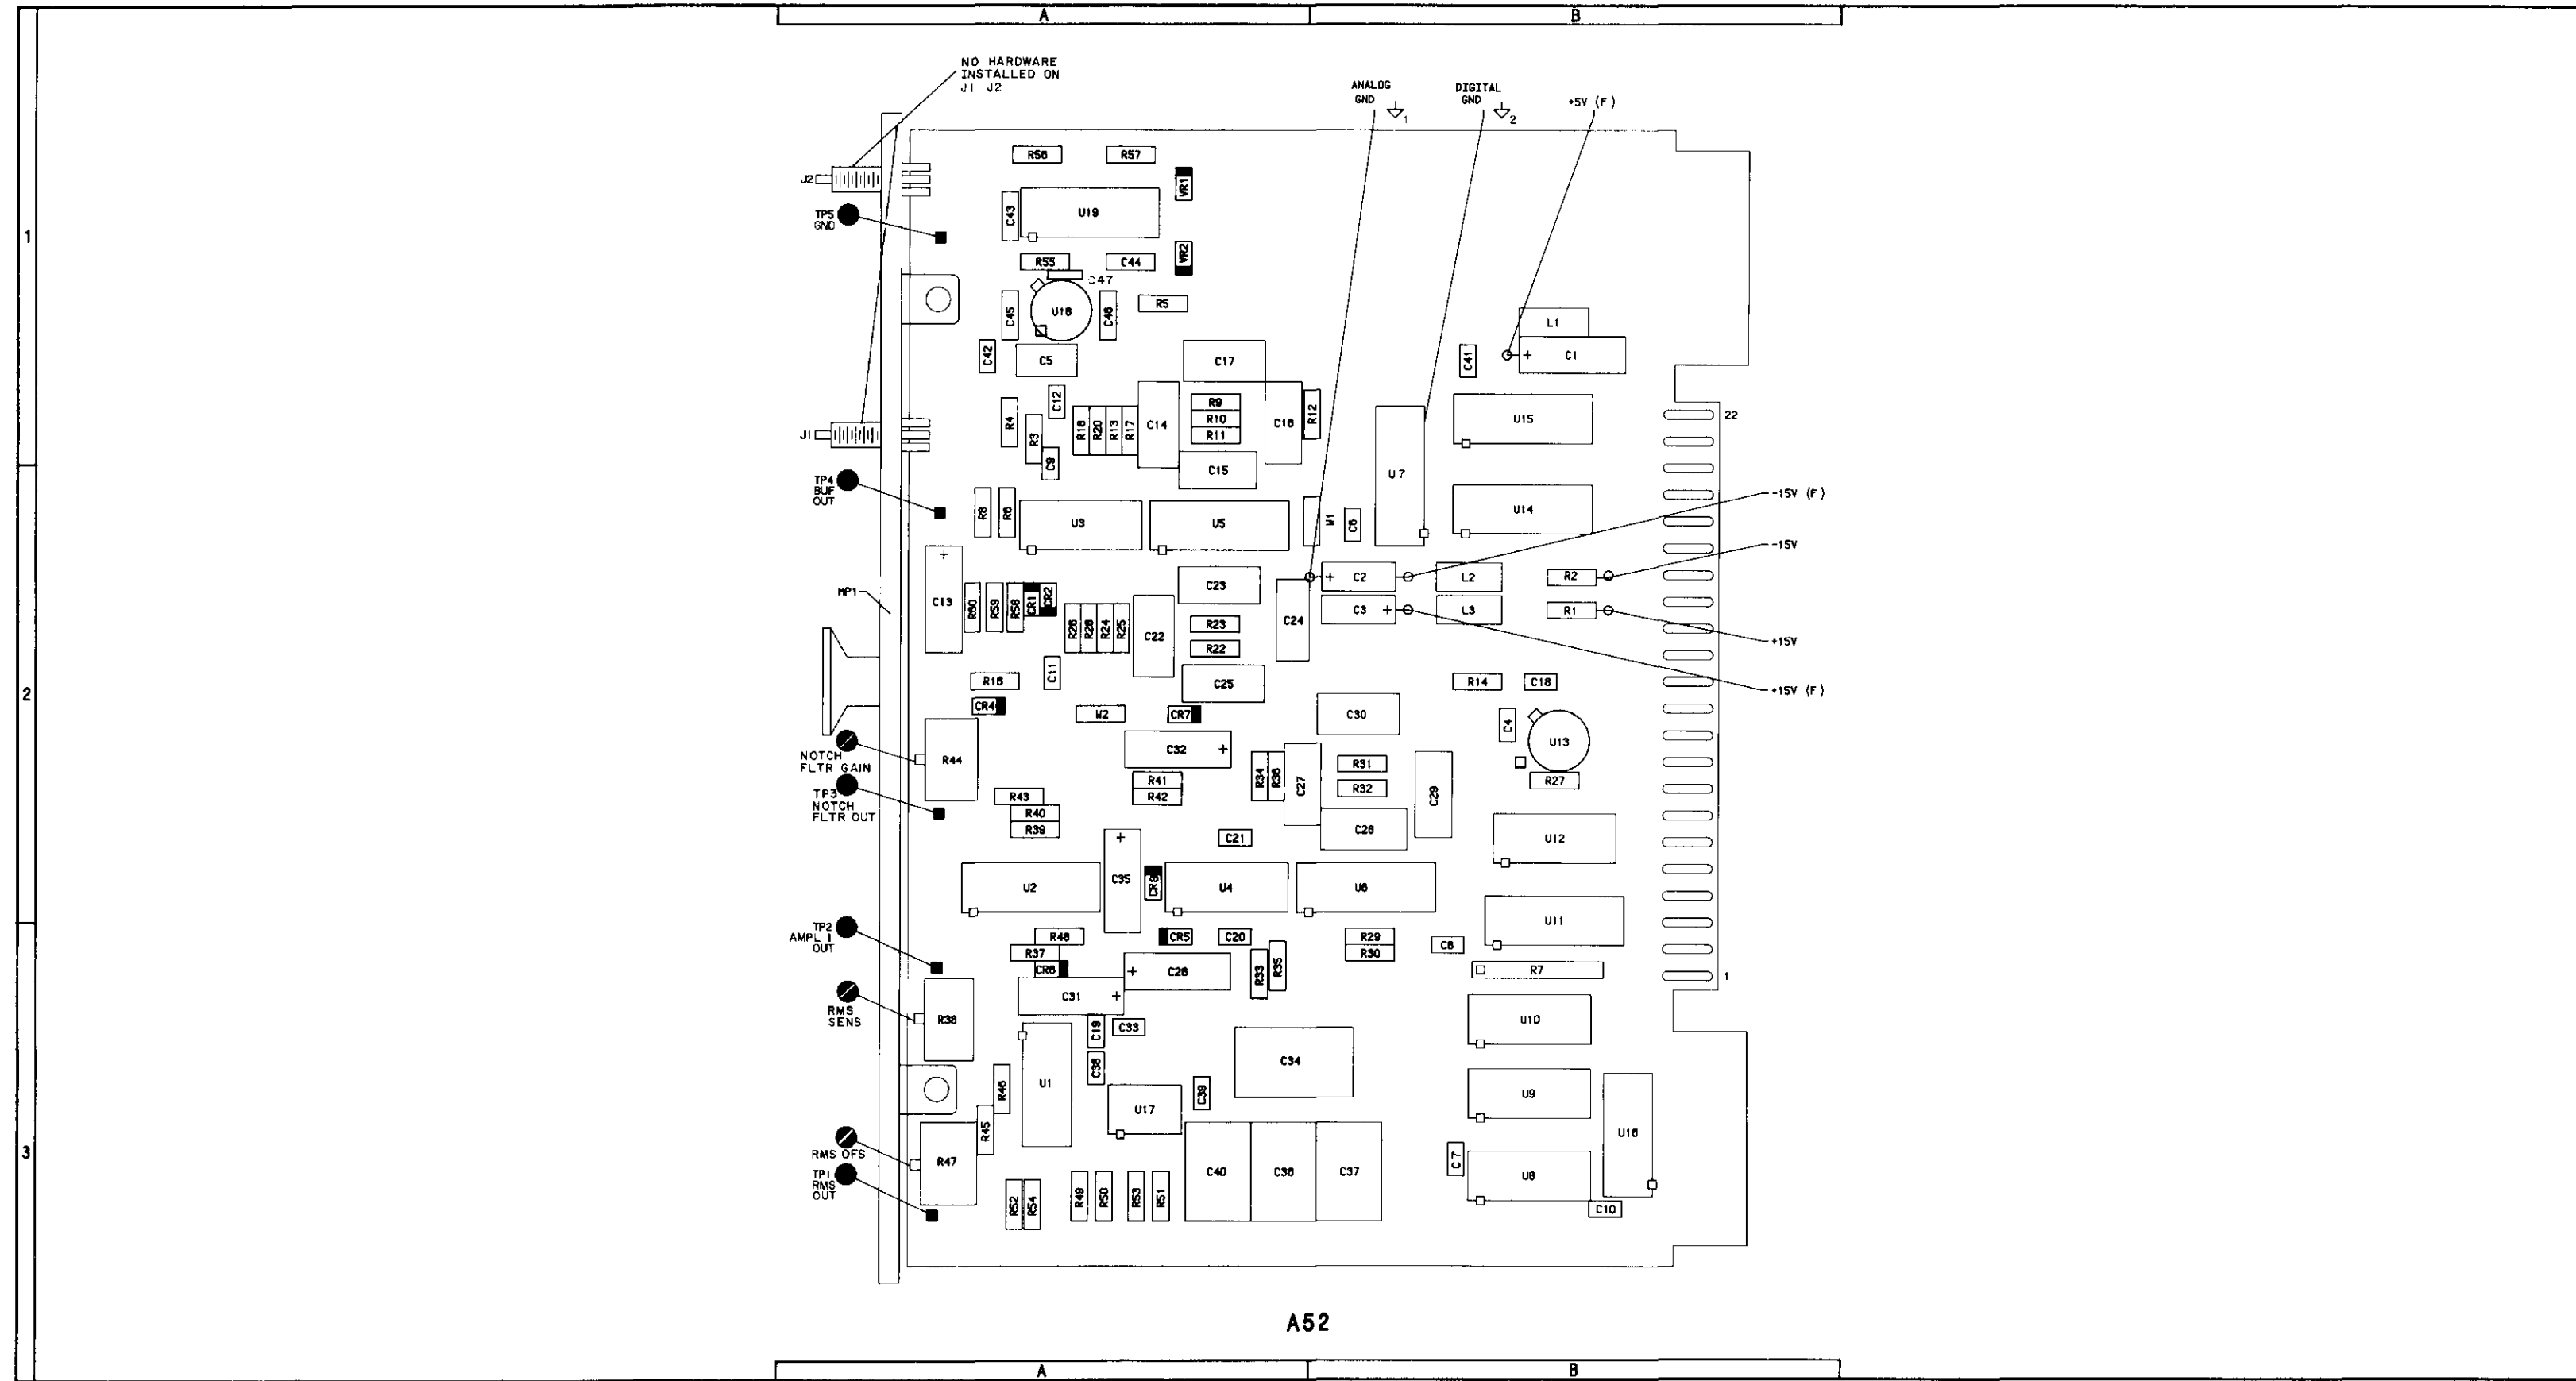 A
B
NO HARDWARE
INSTALLED ON
J1-J2
ANALOG
GND
1
DIGITAL
GND
2
+5V (F)
R56
R57
J2
VR1
TP5
GND
C43
U19
1
VR2
R55
C44
C47
R5
C45
U18
C46
L1
C42
C5
C17
C41
C1
C12
R9
R10
R11
R4
R3
R18
R20
R13
R17
C14
C16
R12
U15
22
J1
C9
C15
U7
TP4
BUF
OUT
R8
R6
U3
U5
W1
C6
U14
-15V (F)
-15V
C13
R60
R59
R58
CR1
CR2
C23
C2
L2
R2
MP1
C3
L3
R1
R26
R28
R24
R25
C22
R23
C24
R22
+15V
C11
R16
C25
R14
C18
+15V (F)
2
CR4
W2
CR7
C30
C4
U13
NOTCH
FLTR GAIN
R44
C32
R34
R36
C27
R31
R32
C29
R27
R41
R42
TP3
NOTCH
FLTR OUT
R43
R40
R39
C28
U12
C21
C35
U2
CR8
U4
U6
U11
TP2
AMPL 1
OUT
R48
CR5
C20
R29
R30
C8
R37
CR6
C26
R33
R35
R7
1
C31
RMS
SENS
R38
C19
C33
U10
C34
U1
C38
R46
C39
U9
U17
R45
U16
RMS OFS
R47
C7
TP1
RMS
OUT
C40
C36
C37
U8
3
R52
R54
R49
R50
R53
R51
C10
A52
A
B